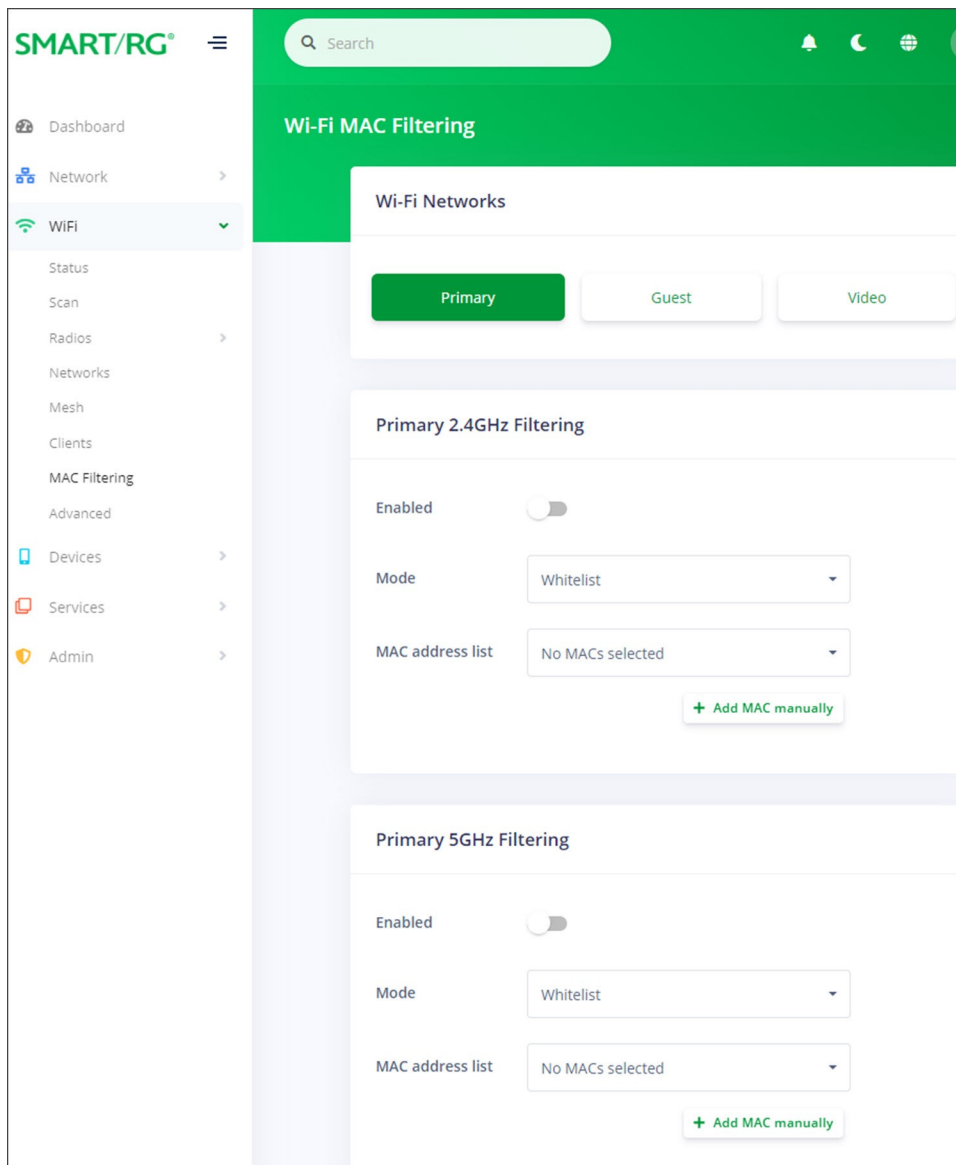 SMART/RG®
Search
Dashboard
Network
WiFi
Status
Scan
Radios
Networks
Mesh
Clients
MAC Filtering
Advanced
Devices
Services
Admin
Wi-Fi MAC Filtering
Wi-Fi Networks
Primary Guest Video
Primary 2.4GHz Filtering
Enabled
Mode Whitelist
MAC address list No MACs selected
+ Add MAC manually
Primary 5GHz Filtering
Enabled
Mode Whitelist
MAC address list No MACs selected
+ Add MAC manually